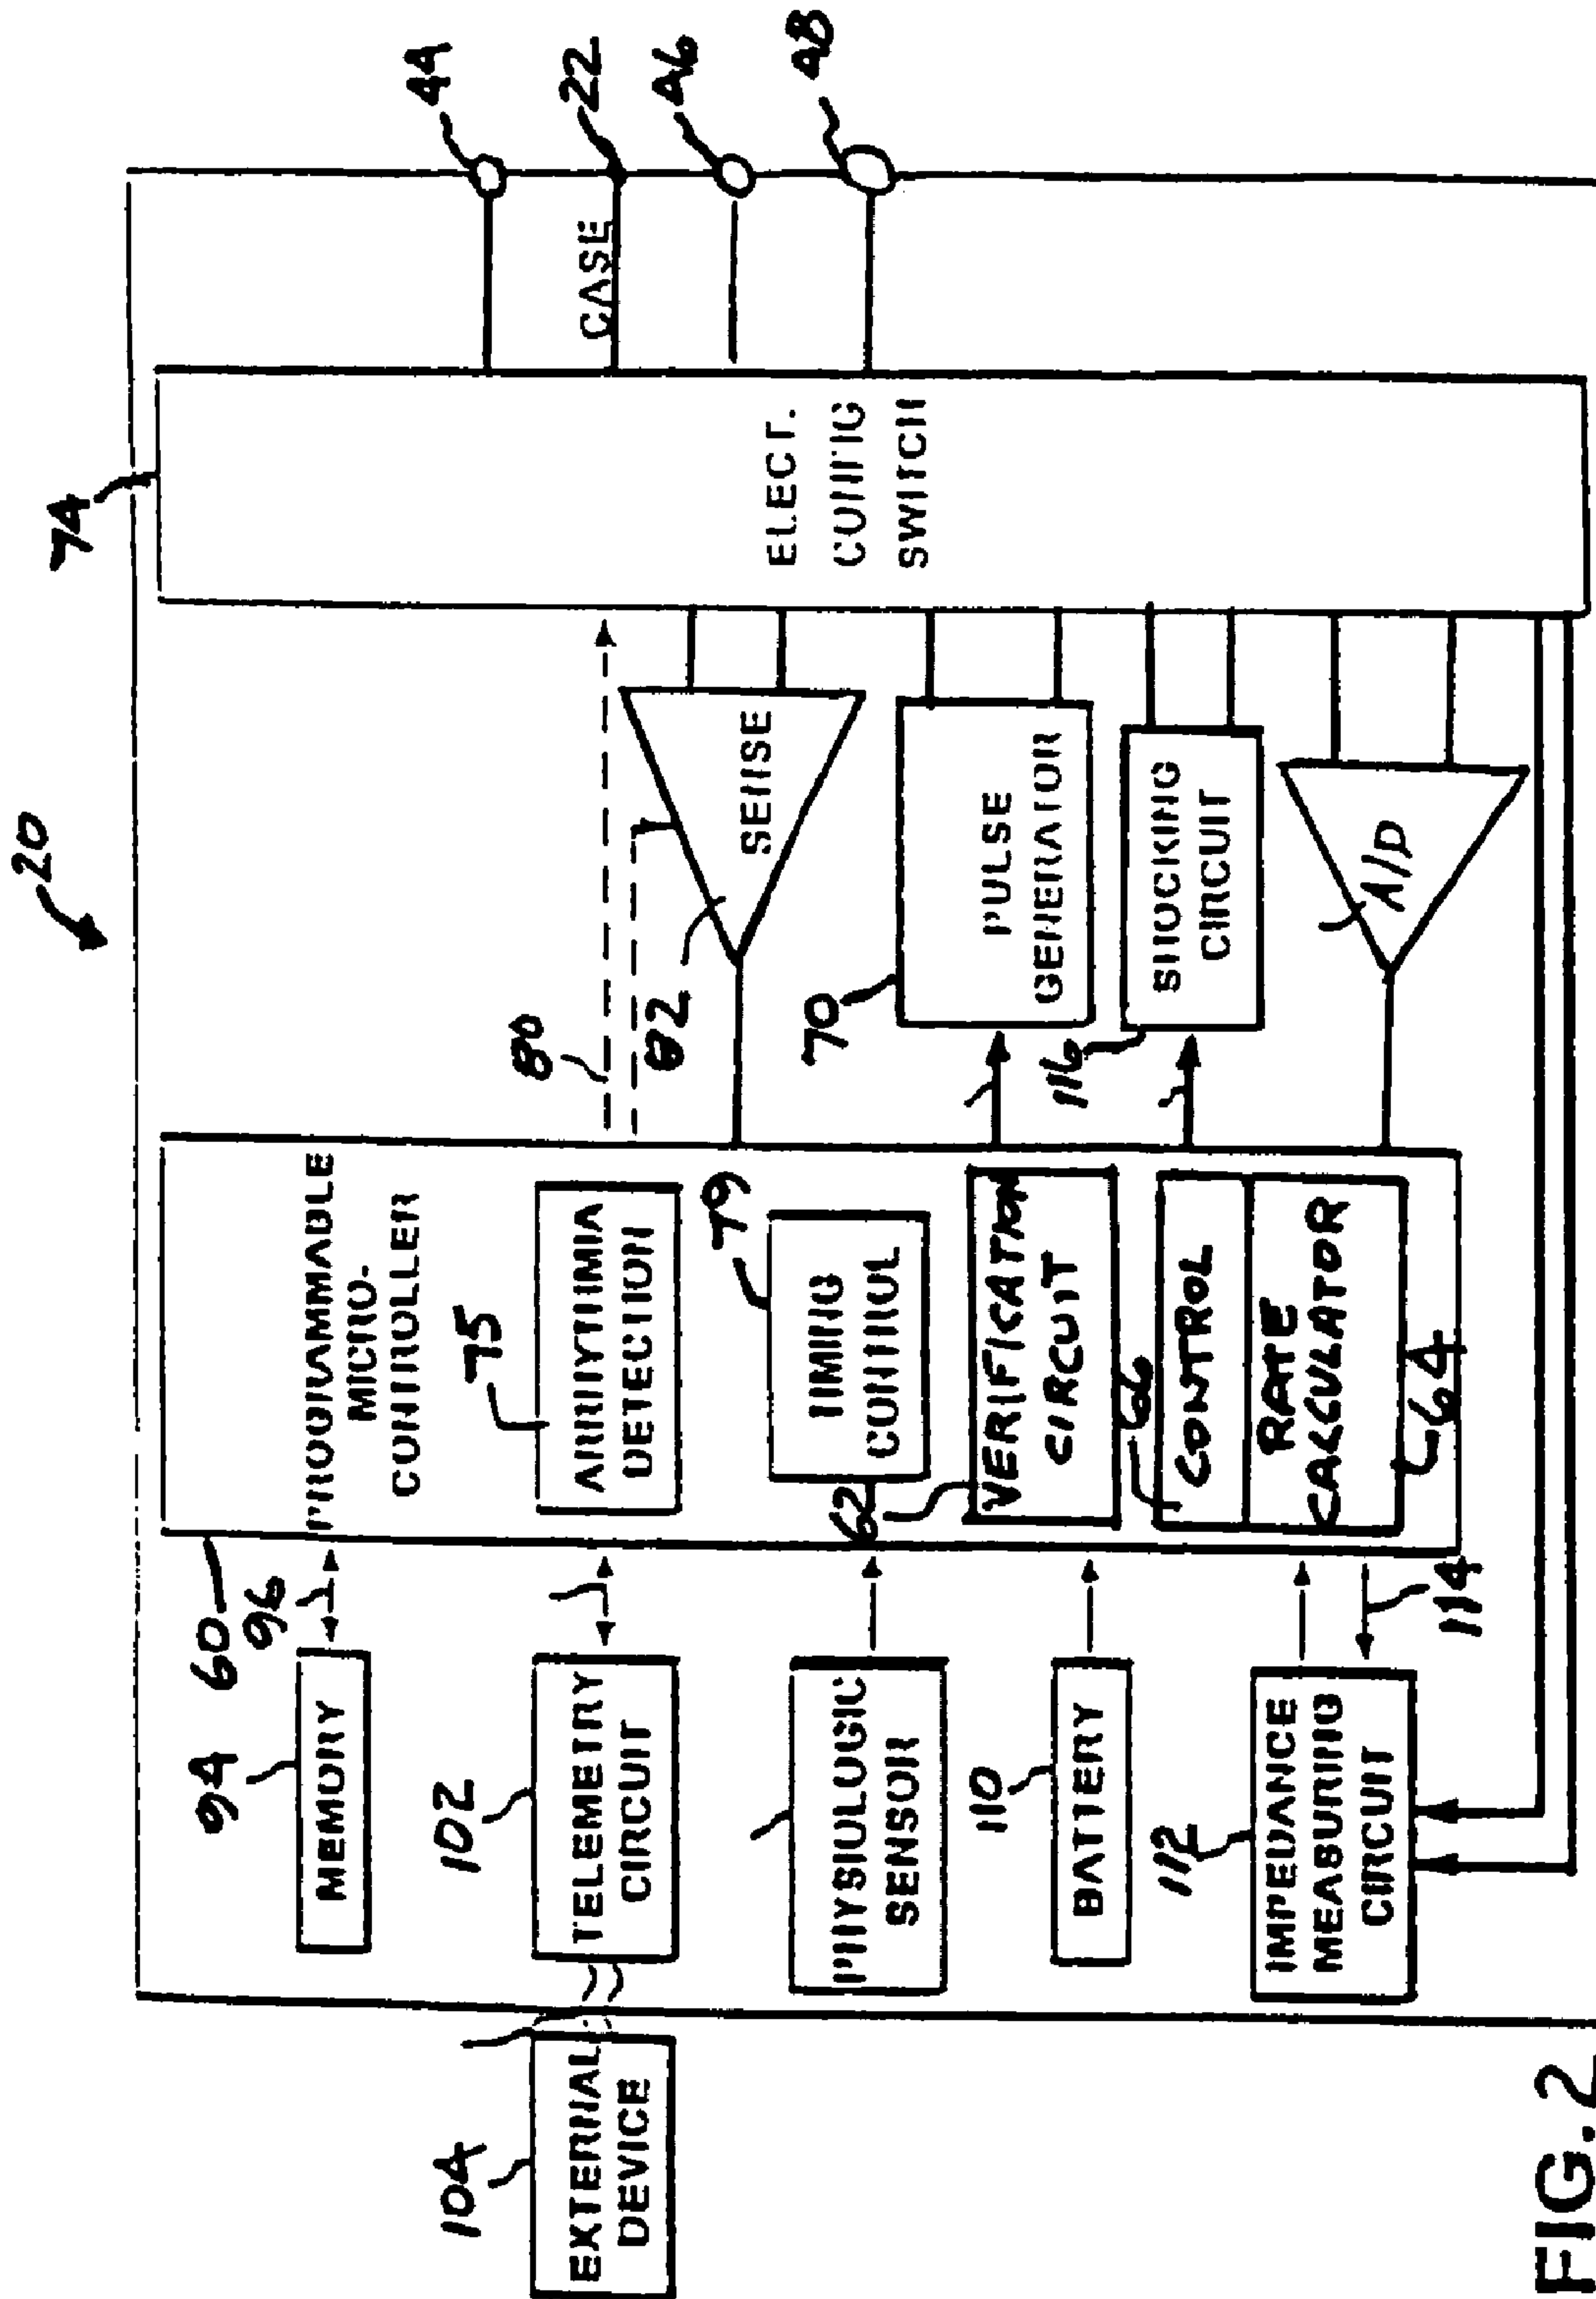 20
74
44
CASE
22
46
48
ELECT.
CONFIG
SWITCH
80
SENSE
82
PULSE
GENERATOR
70
SHOCKING
CIRCUIT
116
A/D
PROGRAMMABLE
MICRO-
CONTROLLER
60
ARRHYTHMIA
DETECTION
75
TIMING
CONTROL
79
VERIFICATION
CIRCUIT
62
CONTROL
66
RATE
CALCULATOR
64
MEMORY
94
96
TELEMETRY
CIRCUIT
102
PHYSIOLOGIC
SENSOR
BATTERY
110
IMPEDANCE
MEASURING
CIRCUIT
112
114
EXTERNAL
DEVICE
104
FIG. 2